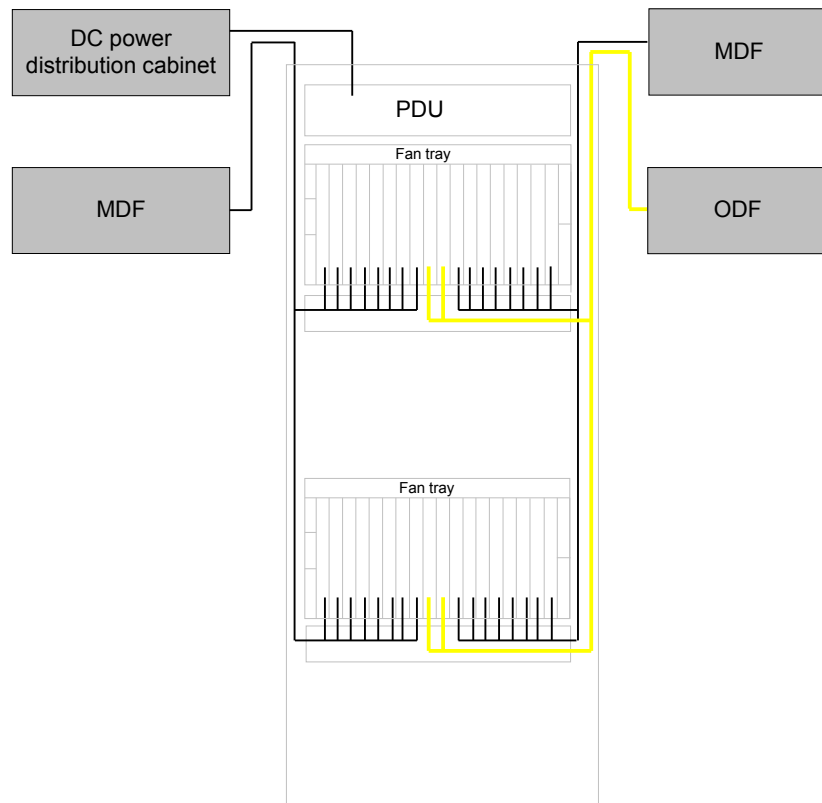 DC power
distribution cabinet
MDF
PDU
Fan tray
MDF
ODF
Fan tray